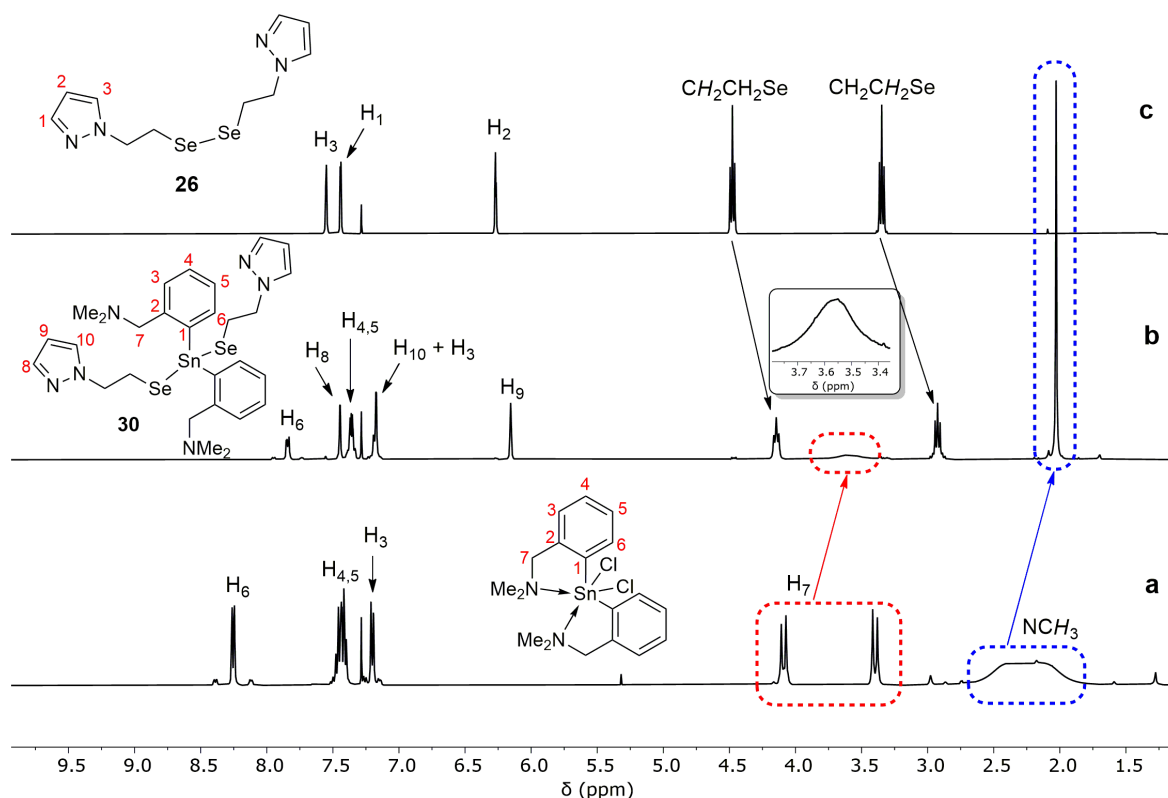 CH₂CH₂Se
CH₂CH₂Se
c
N
N
2
3
1
N
N
Se
Se
26
H₃
H₁
H₂
b
4
3
5
2
N
N
Me₂N
7
1
6
Se
9
10
8
N
N
Sn
Se
30
NMe₂
H₆
H₈
H₄,₅
H₁₀ + H₃
H₉
3.7 3.6 3.5 3.4
δ (ppm)
a
4
3
5
2
6
7
1
Cl
Cl
Me₂N
Sn
Me₂N
H₆
H₄,₅
H₃
H₇
NCH₃
9.5 9.0 8.5 8.0 7.5 7.0 6.5 6.0 5.5 5.0 4.5 4.0 3.5 3.0 2.5 2.0 1.5
δ (ppm)